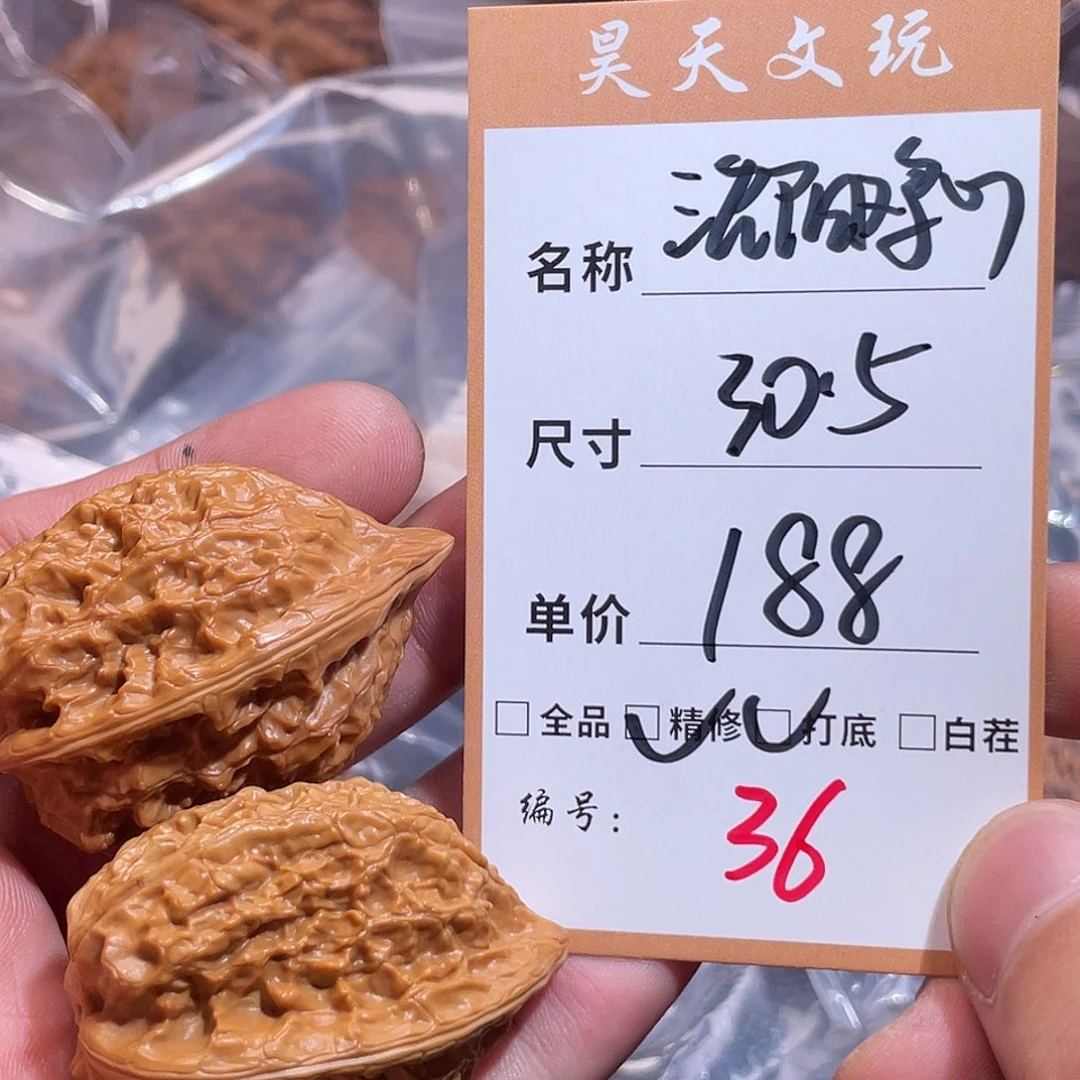 昊天文玩
名称
尺寸 30.5
单价 188
□全品 ☑精修 ☑打底 □白茬
编号: 36